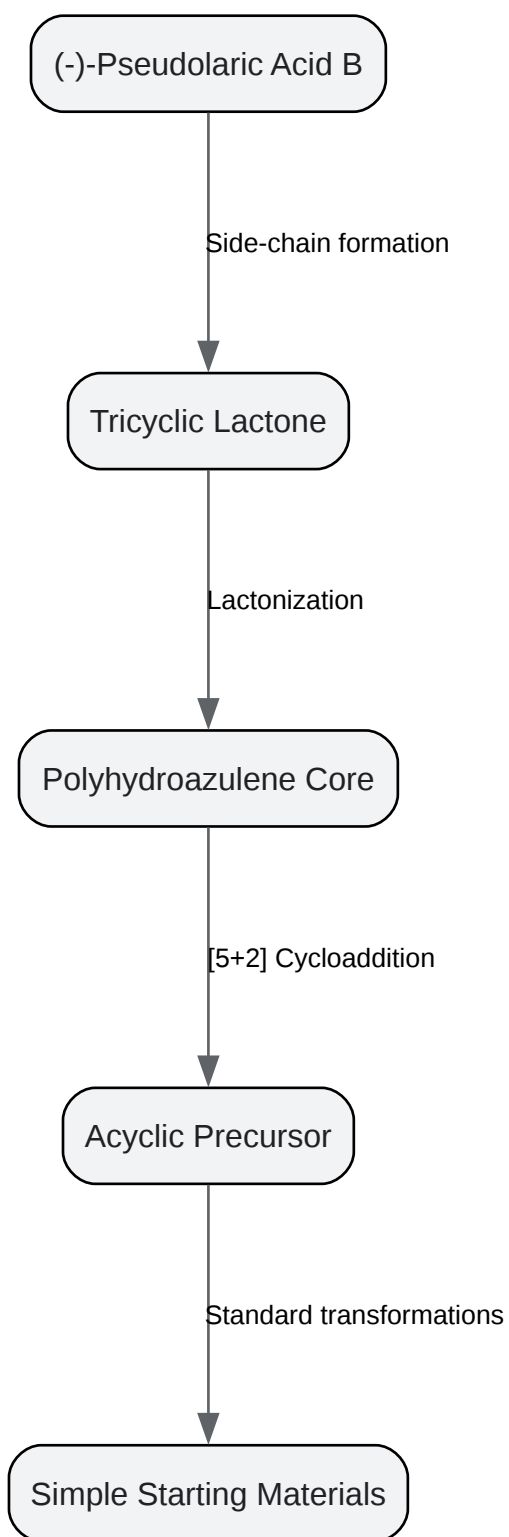 (-)-Pseudolaric Acid B
Side-chain formation
Tricyclic Lactone
Lactonization
Polyhydroazulene Core
[5+2] Cycloaddition
Acyclic Precursor
Standard transformations
Simple Starting Materials